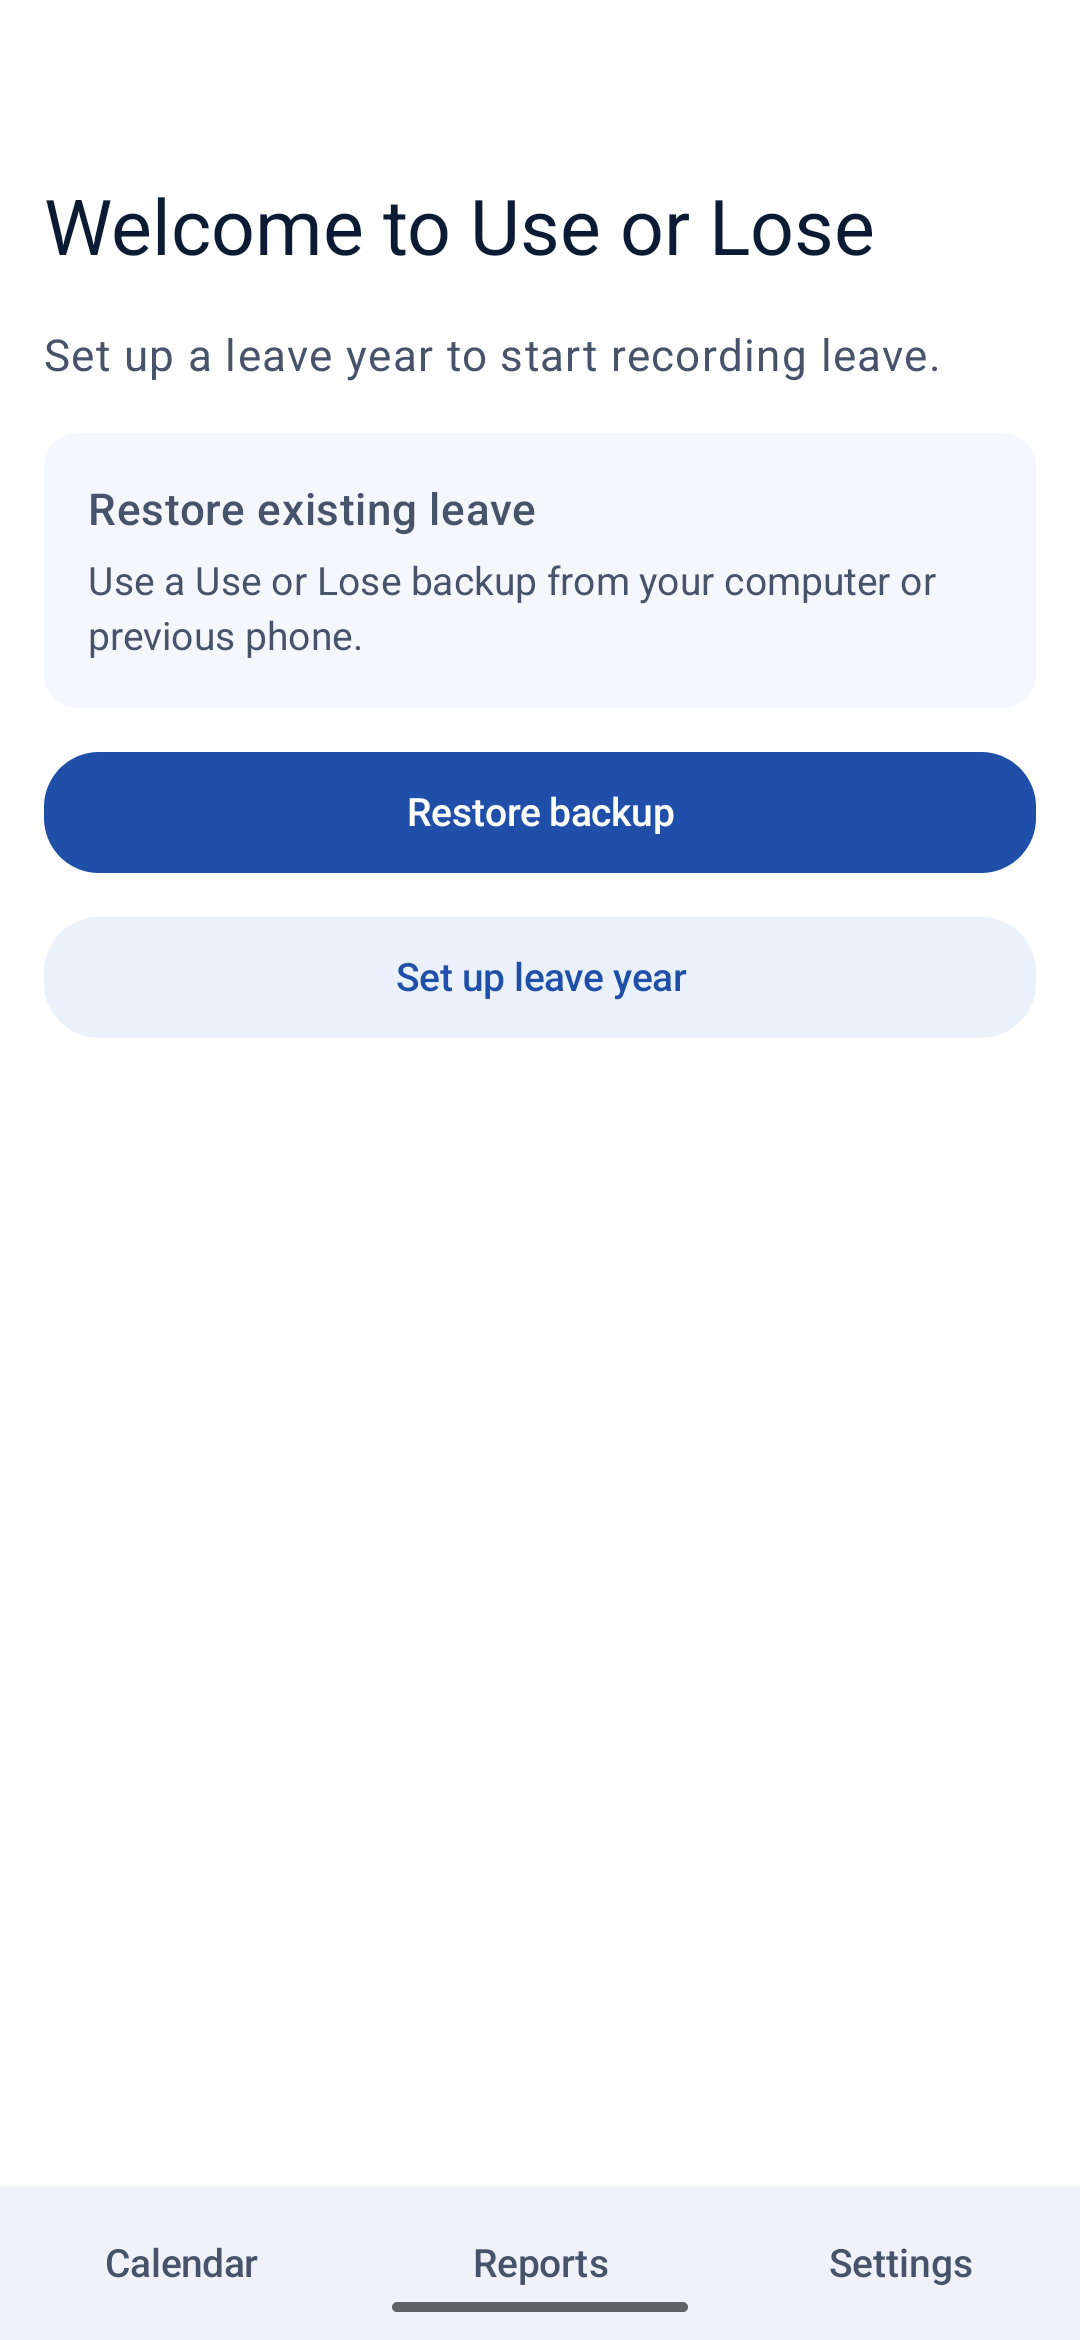 Welcome to Use or Lose
Set up a leave year to start recording leave.
Restore existing leave
Use a Use or Lose backup from your computer or
previous phone.
Restore backup
Set up leave year
Calendar
Reports
Settings